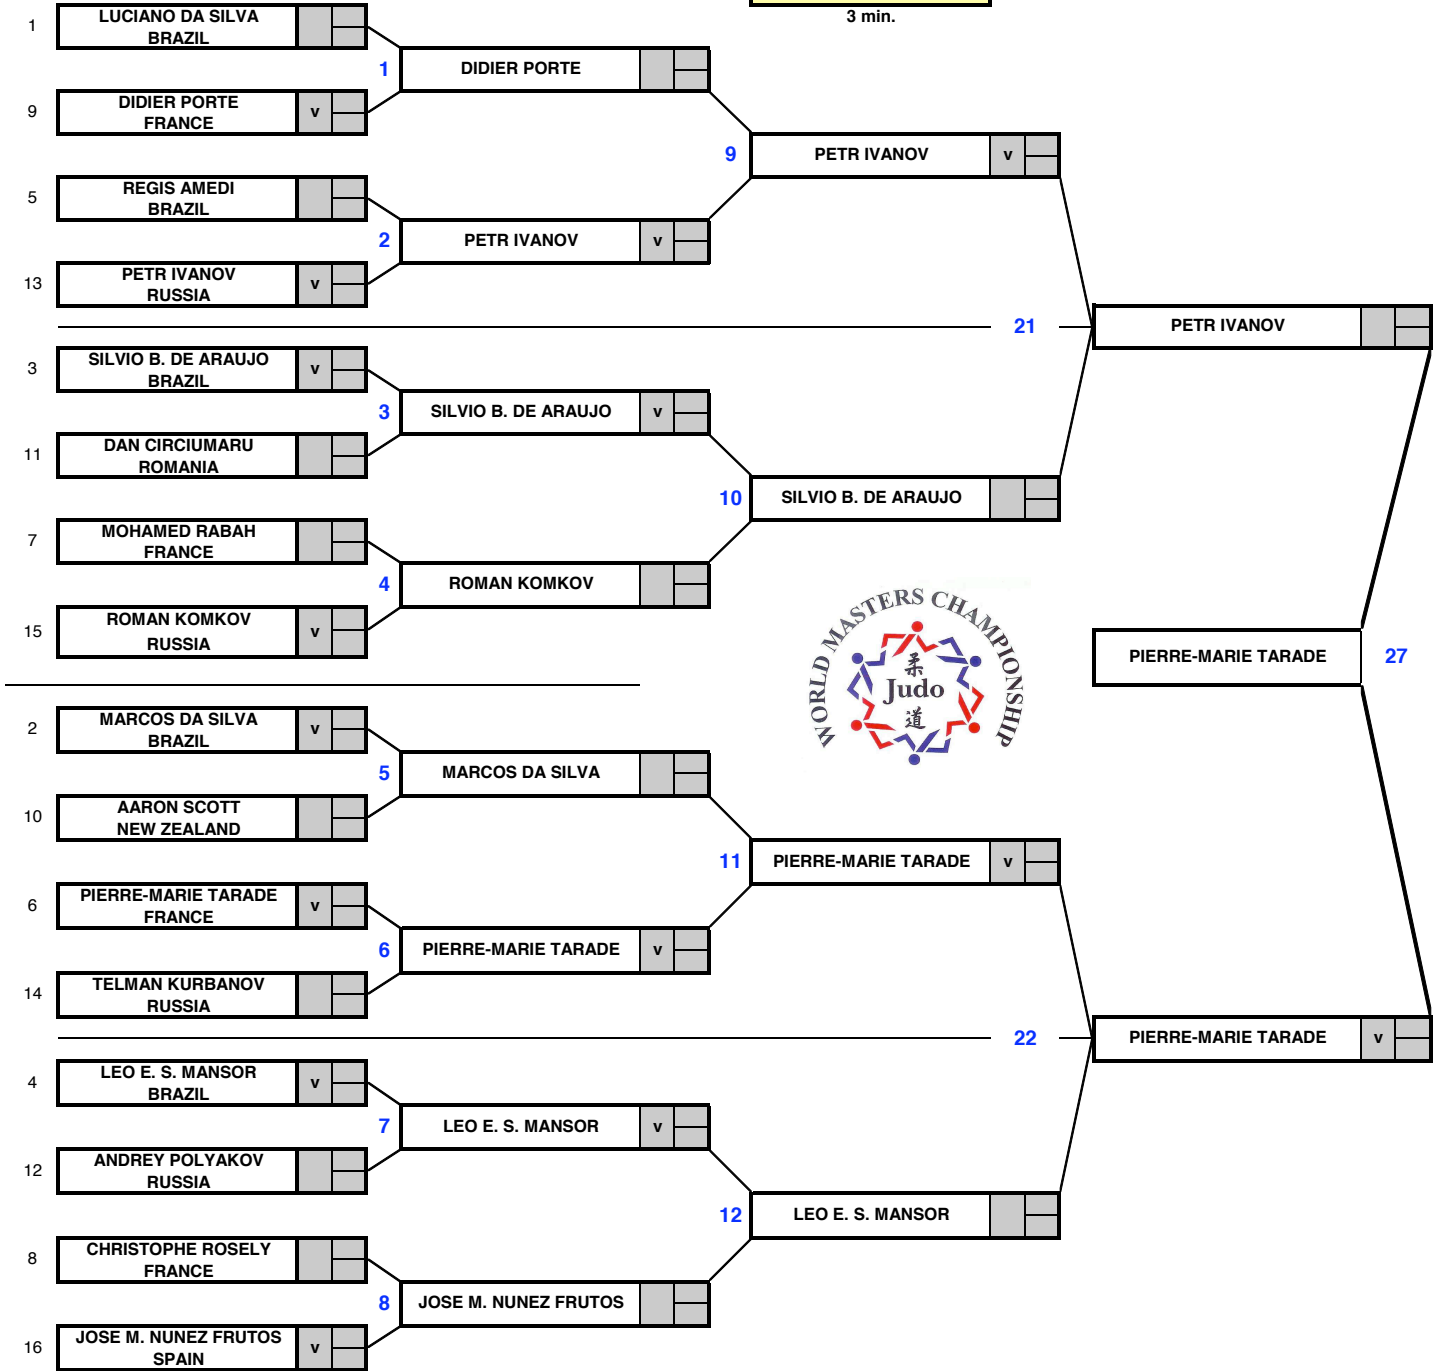 3 min.
1
LUCIANO DA SILVA
BRAZIL
1
DIDIER PORTE
9
DIDIER PORTE
FRANCE
v
9
PETR IVANOV
v
5
REGIS AMEDI
BRAZIL
2
PETR IVANOV
v
13
PETR IVANOV
RUSSIA
v
21
PETR IVANOV
3
SILVIO B. DE ARAUJO
BRAZIL
v
3
SILVIO B. DE ARAUJO
v
11
DAN CIRCIUMARU
ROMANIA
10
SILVIO B. DE ARAUJO
7
MOHAMED RABAH
FRANCE
4
ROMAN KOMKOV
15
ROMAN KOMKOV
RUSSIA
v
WORLD MASTERS CHAMPIONSHIP
柔
Judo
道
PIERRE-MARIE TARADE
27
2
MARCOS DA SILVA
BRAZIL
v
5
MARCOS DA SILVA
10
AARON SCOTT
NEW ZEALAND
11
PIERRE-MARIE TARADE
v
6
PIERRE-MARIE TARADE
FRANCE
v
6
PIERRE-MARIE TARADE
v
14
TELMAN KURBANOV
RUSSIA
22
PIERRE-MARIE TARADE
v
4
LEO E. S. MANSOR
BRAZIL
v
7
LEO E. S. MANSOR
v
12
ANDREY POLYAKOV
RUSSIA
12
LEO E. S. MANSOR
8
CHRISTOPHE ROSELY
FRANCE
8
JOSE M. NUNEZ FRUTOS
16
JOSE M. NUNEZ FRUTOS
SPAIN
v